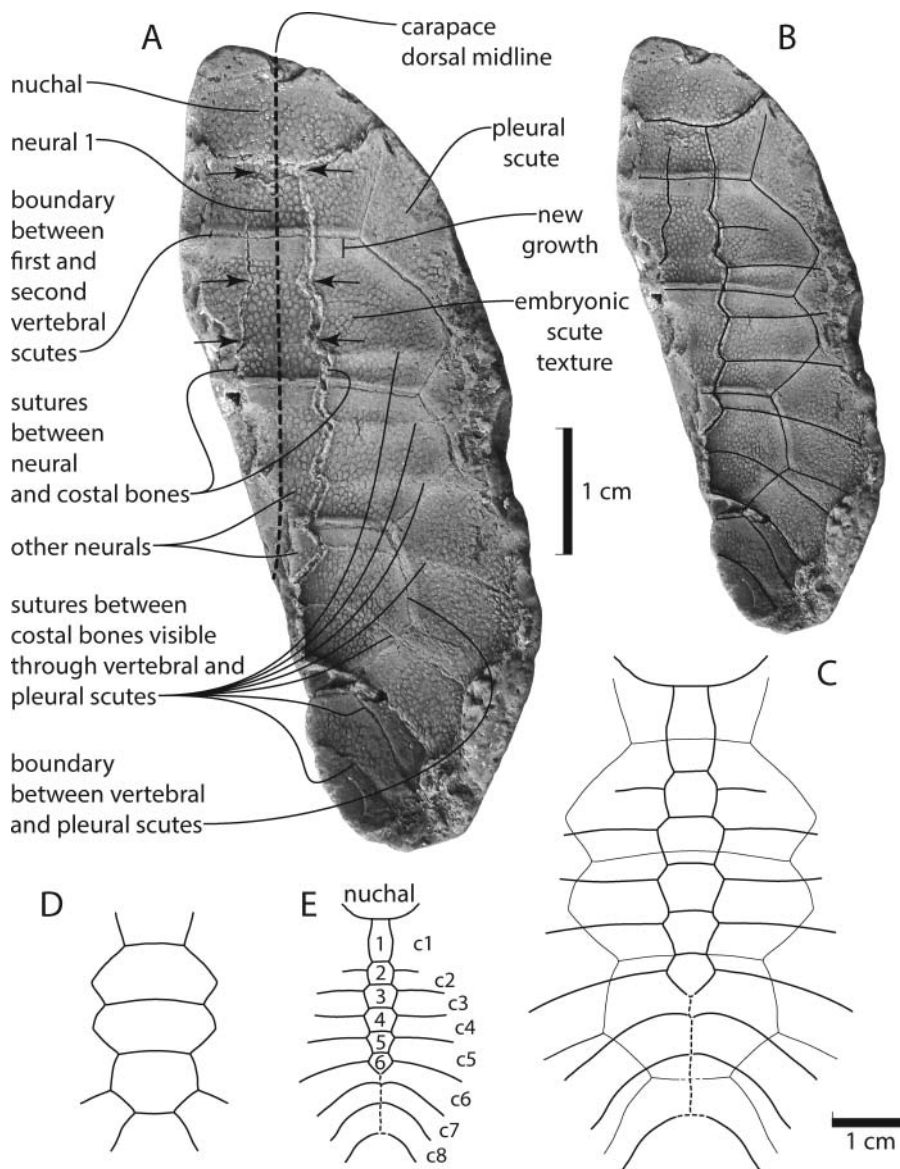 A
carapace
dorsal midline
B
nuchal
neural 1
pleural
scute
boundary
between
first and
second
vertebral
scutes
new
growth
embryonic
scute
texture
sutures
between
neural
and costal bones
1 cm
other neurals
sutures between
costal bones visible
through vertebral and
pleural scutes
C
boundary
between vertebral
and pleural scutes
D
E
nuchal
1
c1
2
c2
3
c3
4
c4
5
c5
6
c6
c7
c8
1 cm